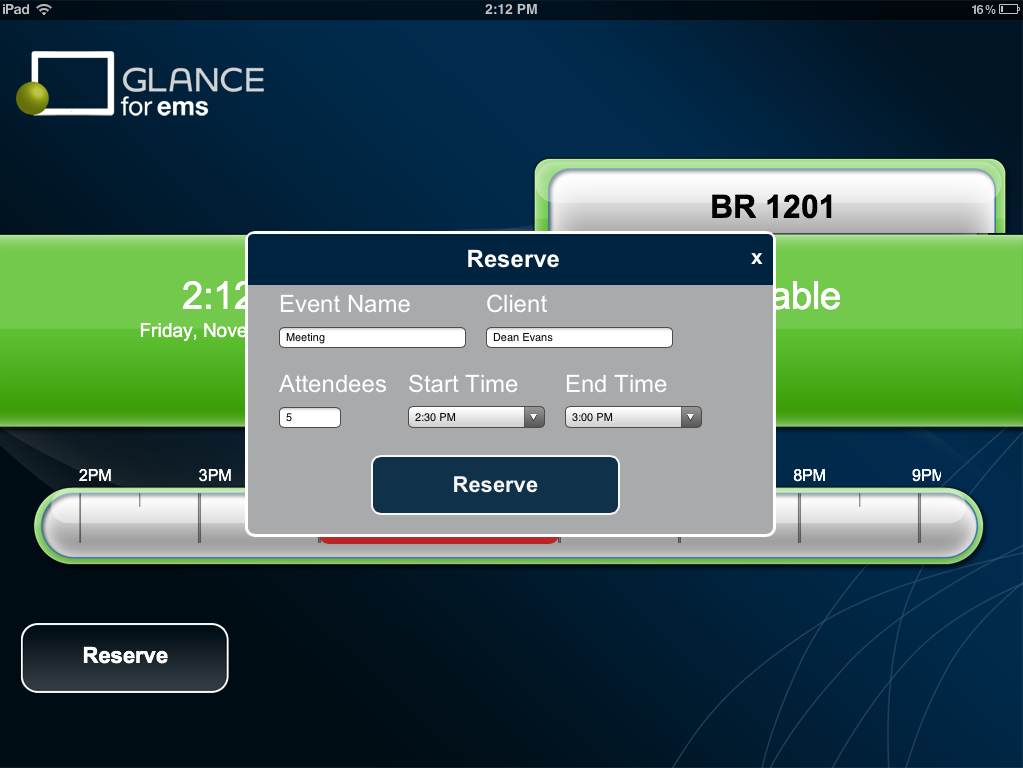 iPad 2:12 PM 16%
GLANCE
for ems
BR 1201
Reserve x
2:12
Friday, Nove
able
Event Name Client
Meeting Dean Evans
Attendees Start Time End Time
5 2:30 PM 3:00 PM
Reserve
2PM 3PM 8PM 9PM
Reserve